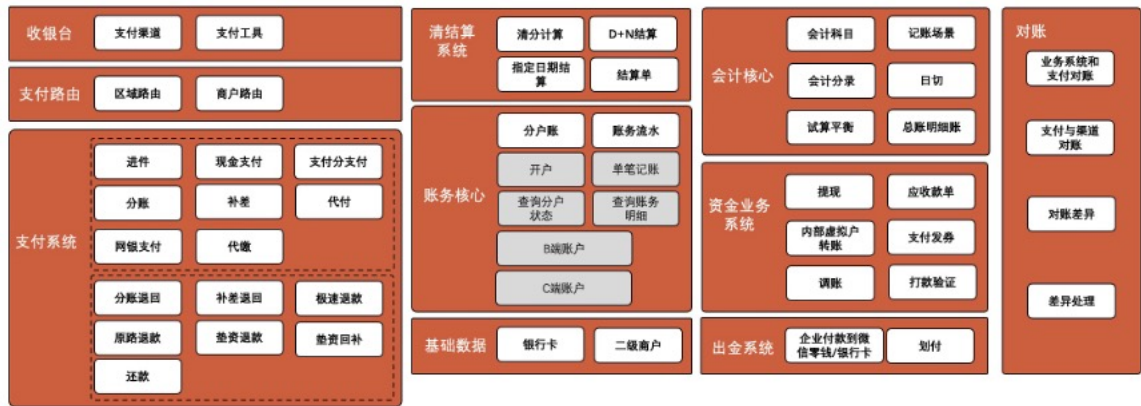 收银台
支付渠道
支付工具
支付路由
区域路由
商户路由
支付系统
进件
现金支付
支付分支付
分账
补差
代付
网银支付
代缴
分账退回
补差退回
极速退款
原路退款
垫资退款
垫资回补
还款
清结算
系统
清分计算
D+N结算
指定日期结
算
结算单
账务核心
分户账
账务流水
开户
单笔记账
查询分户
状态
查询账务
明细
B端账户
C端账户
基础数据
银行卡
二级商户
会计核心
会计科目
记账场景
会计分录
日切
试算平衡
总账明细账
资金业务
系统
提现
应收款单
内部虚拟户
转账
支付发券
调账
打款验证
出金系统
企业付款到微
信零钱/银行卡
划付
对账
业务系统和
支付对账
支付与渠道
对账
对账差异
差异处理